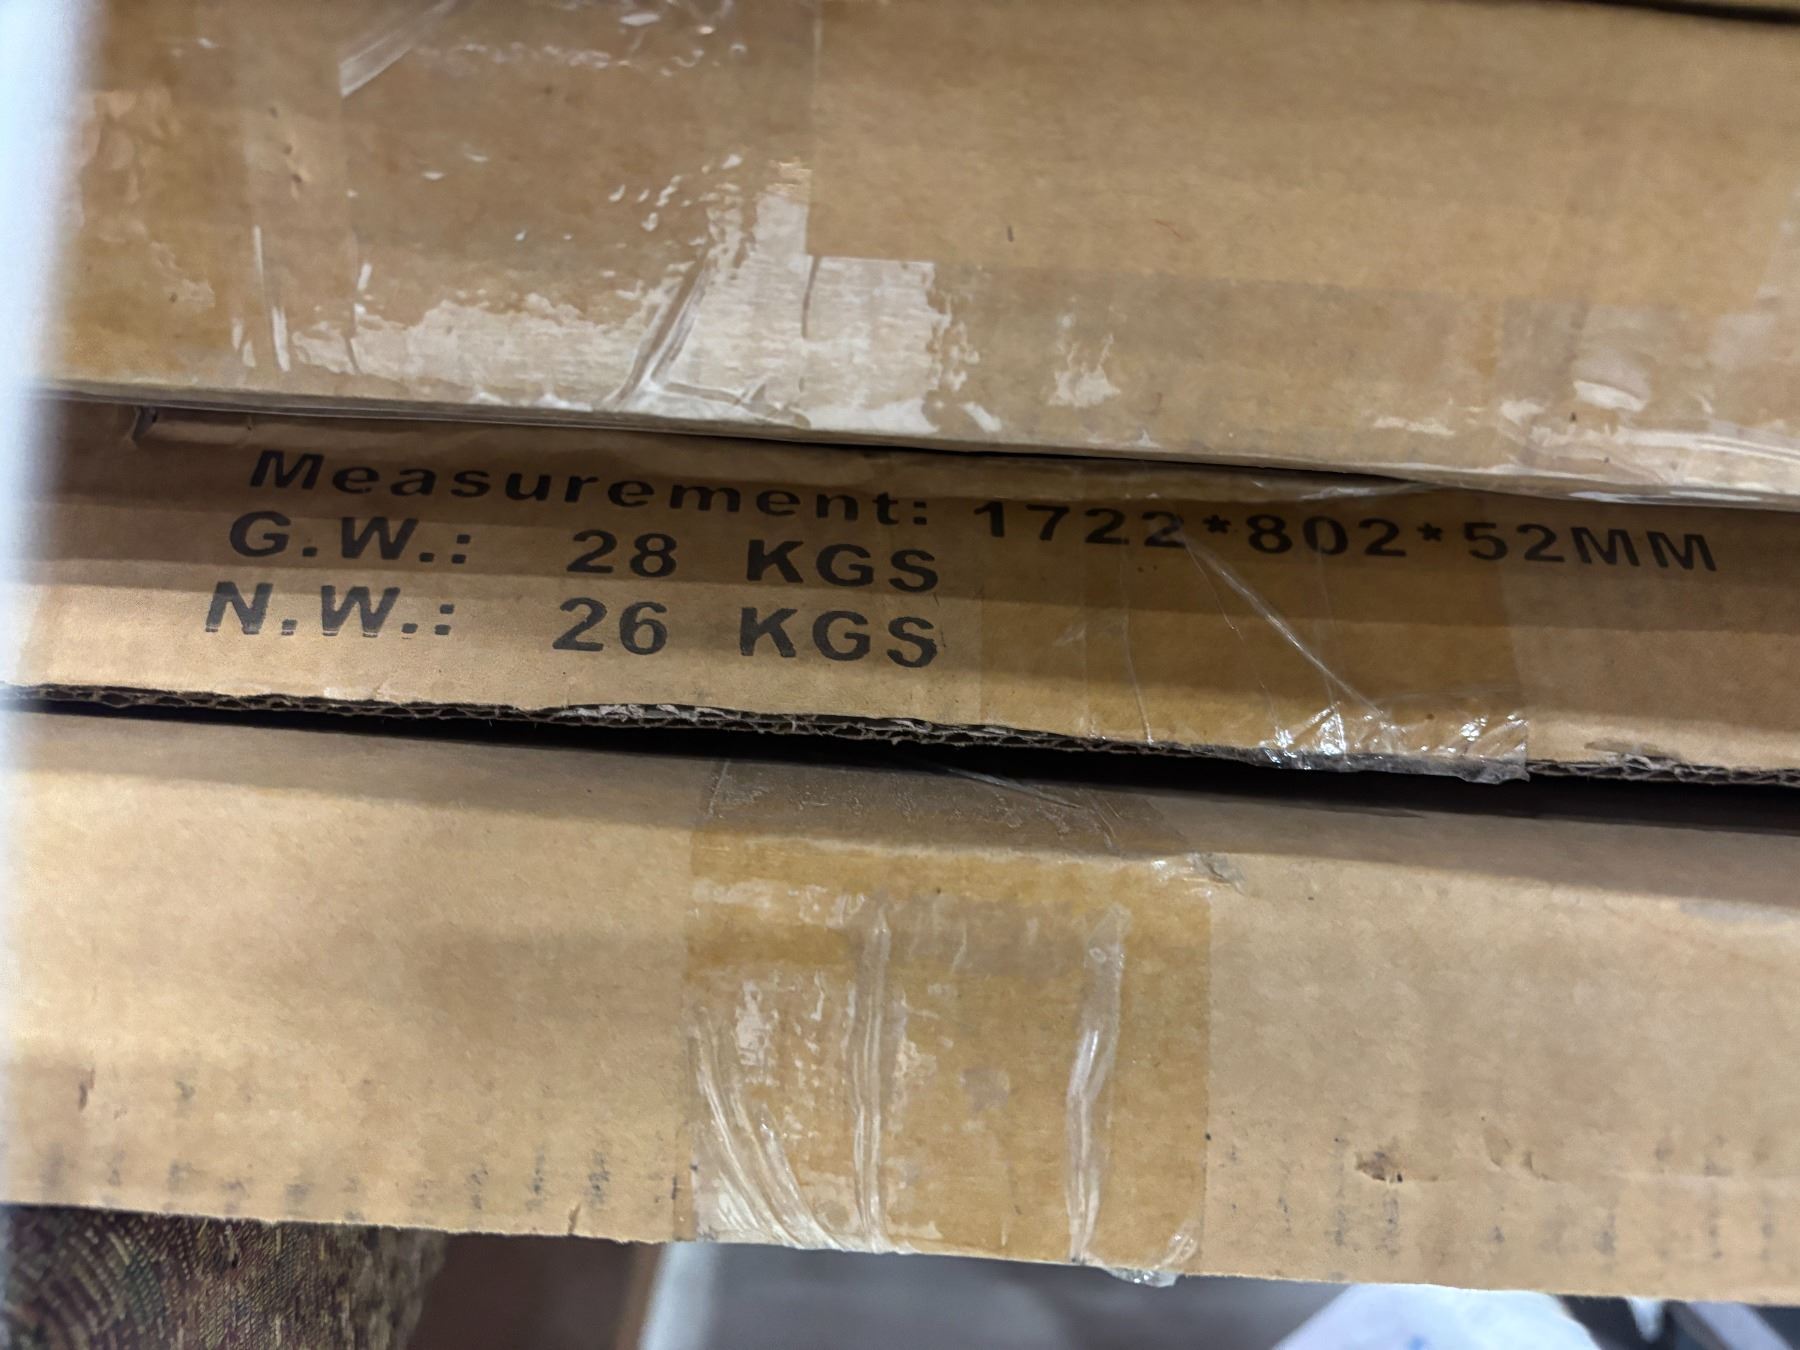 Measurement: 1722*802*52MM
G.W.: 28 KGS
N.W.: 26 KGS